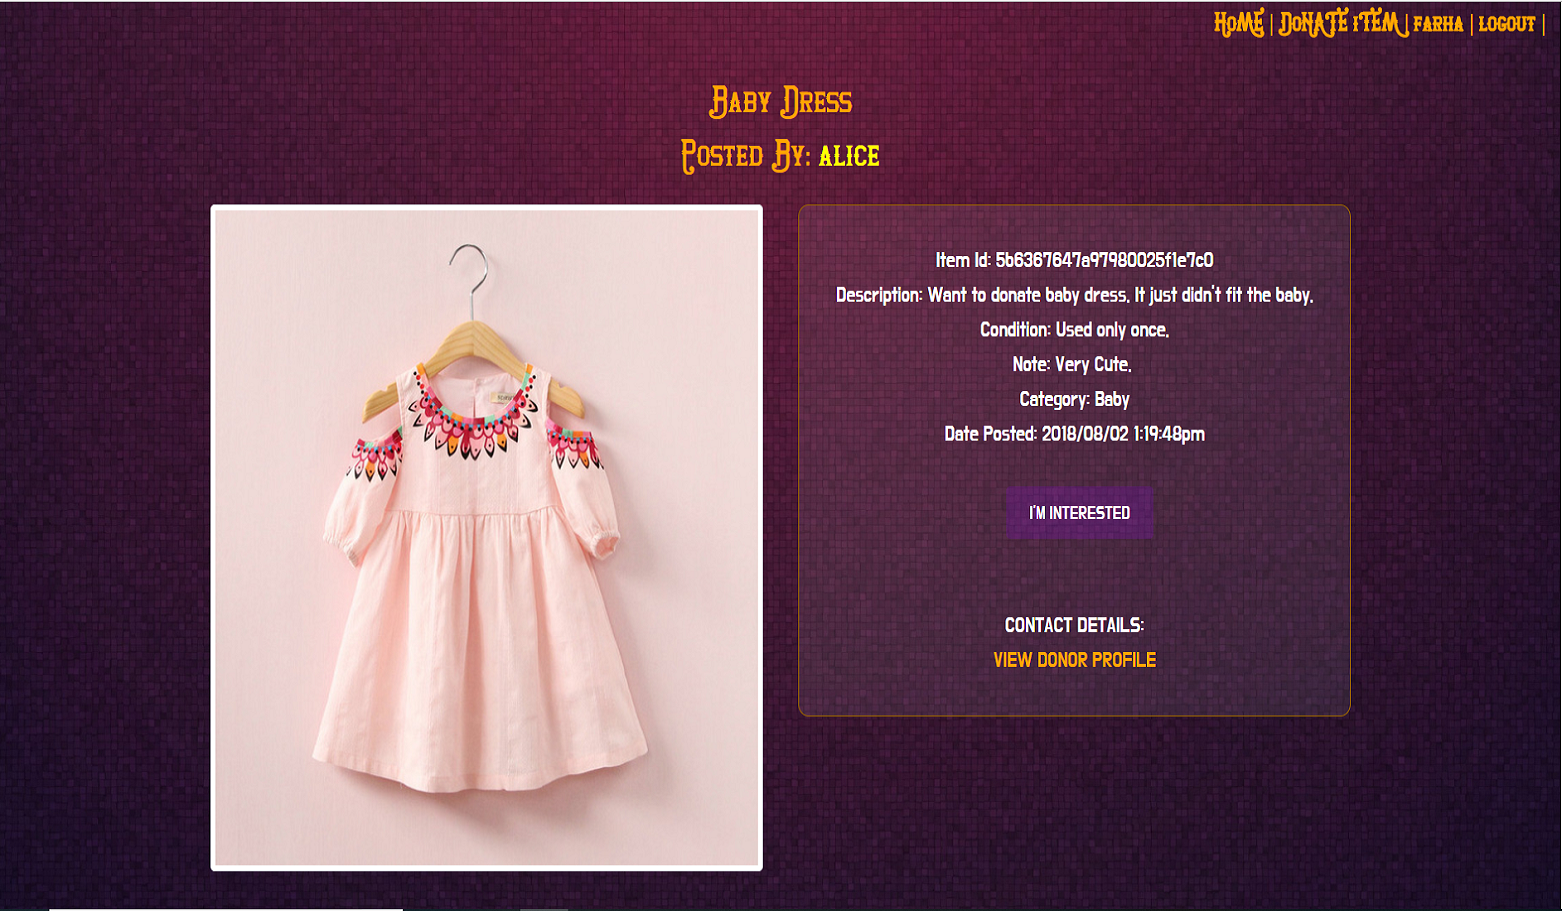 HoME | DoNATE iTEM | FARHA | LOGOUT |
Baby Dress
Posted By: ALICE
Item Id: 5b6367647a97980025f1e7c0
Description: Want to donate baby dress. It just didn't fit the baby.
Condition: Used only once.
Note: Very Cute.
Category: Baby
Date Posted: 2018/08/02 1:19:48pm
I'M INTERESTED
CONTACT DETAILS:
VIEW DONOR PROFILE